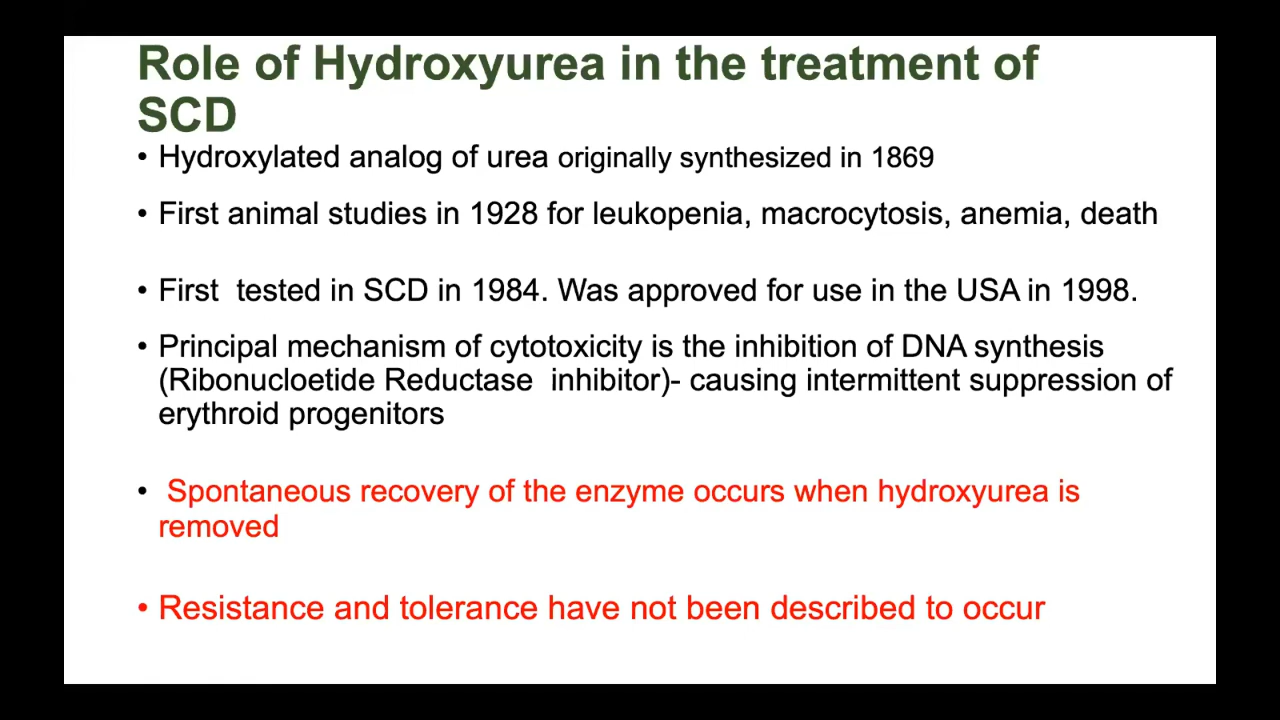 Role of Hydroxyurea in the treatment of
SCD
• Hydroxylated analog of urea originally synthesized in 1869
• First animal studies in 1928 for leukopenia, macrocytosis, anemia, death
• First  tested in SCD in 1984. Was approved for use in the USA in 1998.
• Principal mechanism of cytotoxicity is the inhibition of DNA synthesis
(Ribonucloetide Reductase  inhibitor)- causing intermittent suppression of
erythroid progenitors
•  Spontaneous recovery of the enzyme occurs when hydroxyurea is
removed
• Resistance and tolerance have not been described to occur